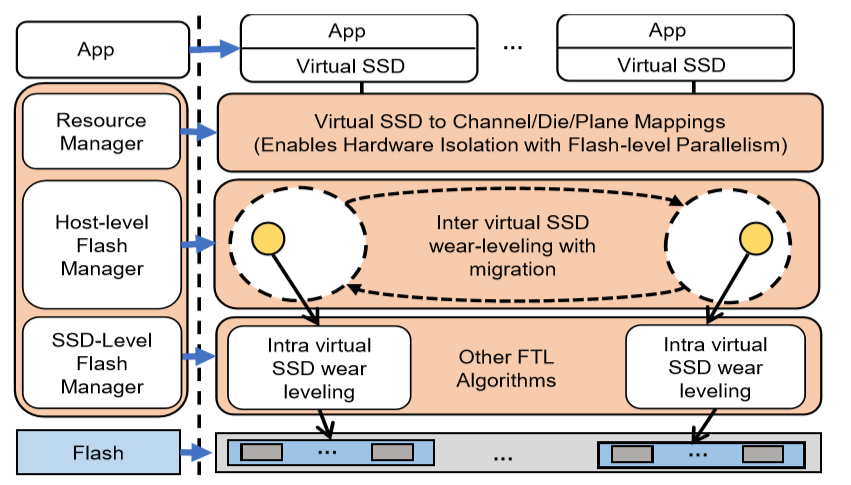 App
App
Virtual SSD
...
App
Virtual SSD
Resource
Manager
Virtual SSD to Channel/Die/Plane Mappings
(Enables Hardware Isolation with Flash-level Parallelism)
Host-level
Flash
Manager
Inter virtual SSD
wear-leveling with
migration
SSD-Level
Flash
Manager
Intra virtual
SSD wear
leveling
Other FTL
Algorithms
Intra virtual
SSD wear
leveling
Flash
...
...
...